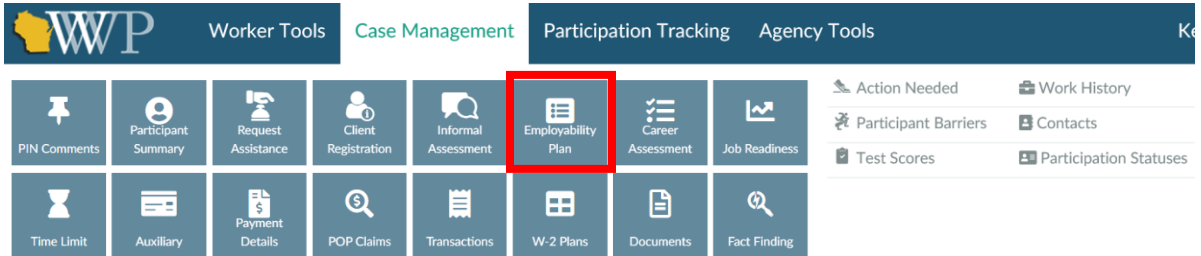 WWP Worker Tools Case Management Participation Tracking Agency Tools Ke
PIN Comments
Participant
Summary
Request
Assistance
Client
Registration
Informal
Assessment
Employability
Plan
Career
Assessment
Job Readiness
Action Needed
Work History
Participant Barriers
Contacts
Test Scores
Participation Statuses
Time Limit
Auxiliary
Payment
Details
POP Claims
Transactions
W-2 Plans
Documents
Fact Finding